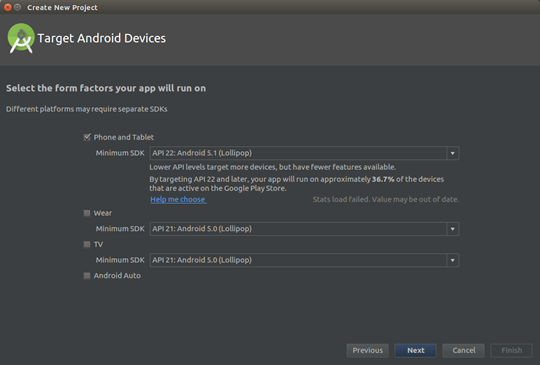 Create New Project
Target Android Devices
Select the form factors your app will run on
Different platforms may require separate SDKs
Phone and Tablet
Minimum SDK API 22: Android 5.1 (Lollipop)
Lower API levels target more devices, but have fewer features available.
By targeting API 22 and later, your app will run on approximately 36.7% of the devices
that are active on the Google Play Store.
Help me choose Stats load failed. Value may be out of date.
Wear
Minimum SDK API 21: Android 5.0 (Lollipop)
TV
Minimum SDK API 21: Android 5.0 (Lollipop)
Android Auto
Previous Next Cancel Finish